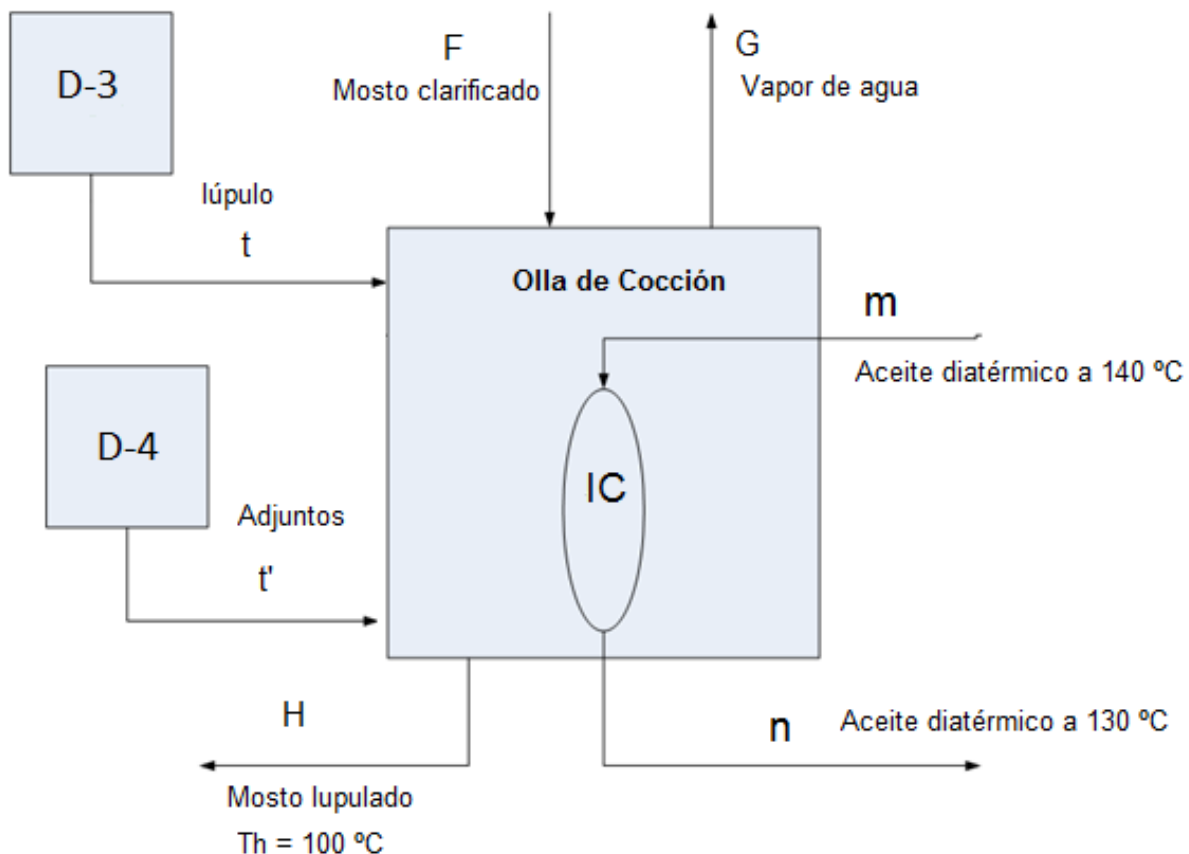 D-3
F
Mosto clarificado
G
Vapor de agua
lúpulo
t
Olla de Cocción
m
Aceite diatérmico a 140 ºC
D-4
IC
Adjuntos
t'
H
Mosto lupulado
Th = 100 ºC
n
Aceite diatérmico a 130 ºC